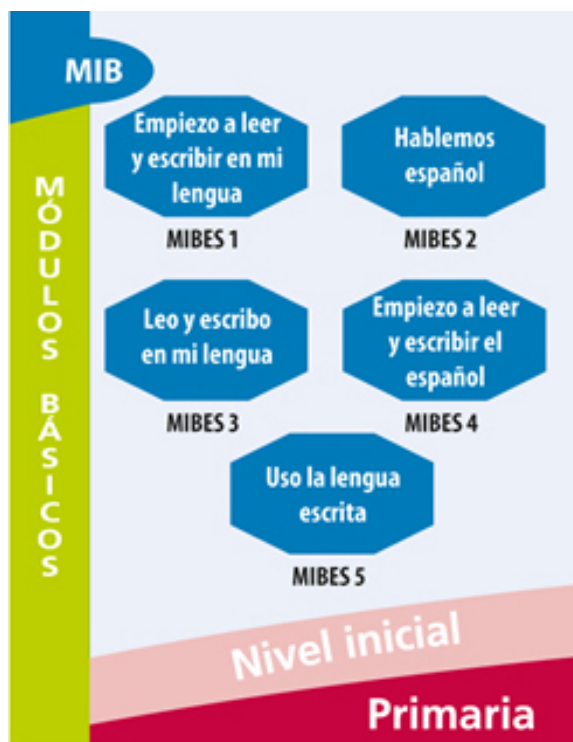 MIB
MÓDULOS BÁSICOS
Empiezo a leer
y escribir en mi
lengua
MIBES 1
Hablemos
español
MIBES 2
Leo y escribo
en mi lengua
MIBES 3
Empiezo a leer
y escribir el
español
MIBES 4
Uso la lengua
escrita
MIBES 5
Nivel inicial
Primaria